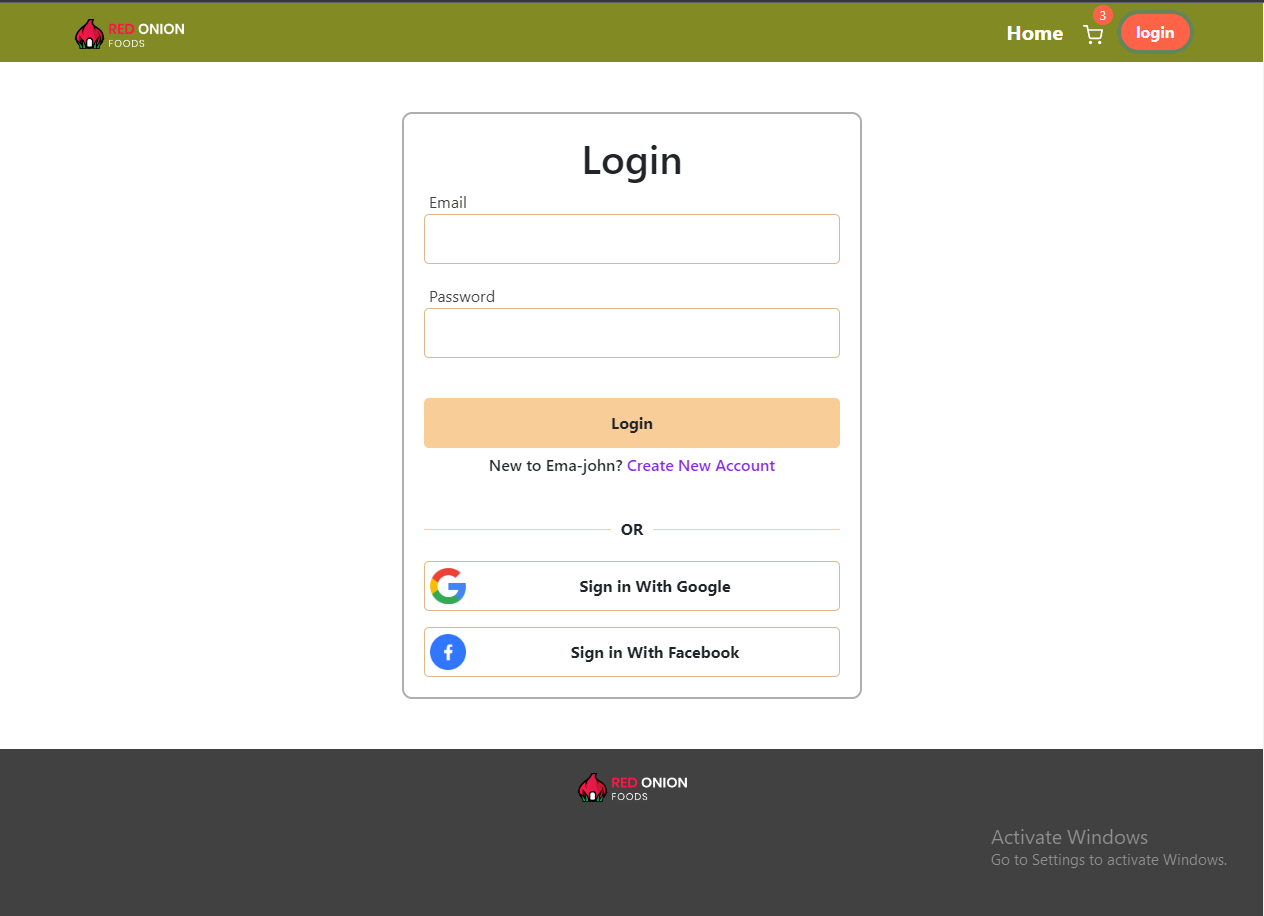 RED ONION
FOODS
Home
3
login
Login
Email
Password
Login
New to Ema-john? Create New Account
OR
Sign in With Google
Sign in With Facebook
RED ONION
FOODS
Activate Windows
Go to Settings to activate Windows.